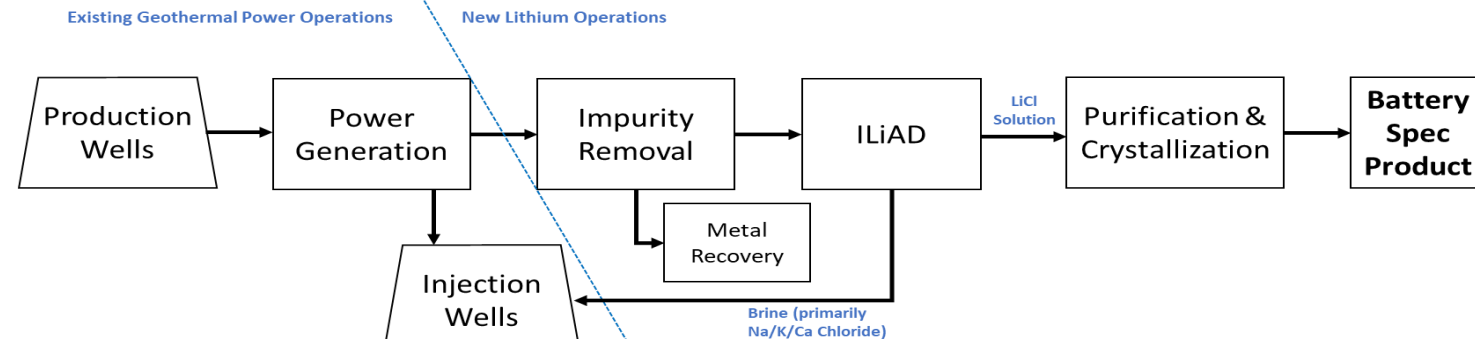 Existing Geothermal Power Operations
New Lithium Operations
Production
Wells
Power
Generation
Impurity
Removal
ILiAD
LiCl
Solution
Purification &
Crystallization
Battery
Spec
Product
Metal
Recovery
Injection
Wells
Brine (primarily
Na/K/Ca Chloride)